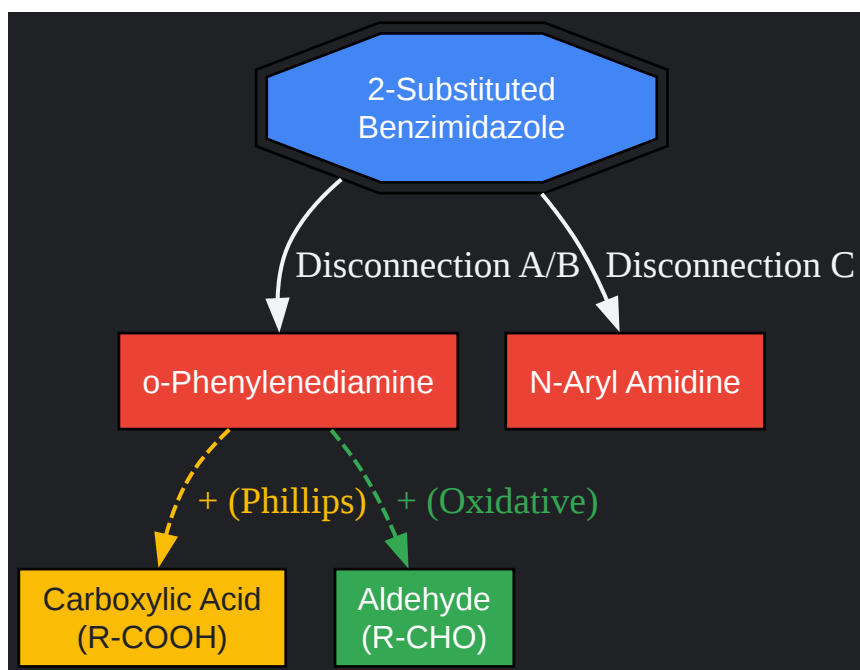 2-Substituted
Benzimidazole
Disconnection A/B
Disconnection C
o-Phenylenediamine
N-Aryl Amidine
+ (Phillips)
+ (Oxidative)
Carboxylic Acid
(R-COOH)
Aldehyde
(R-CHO)